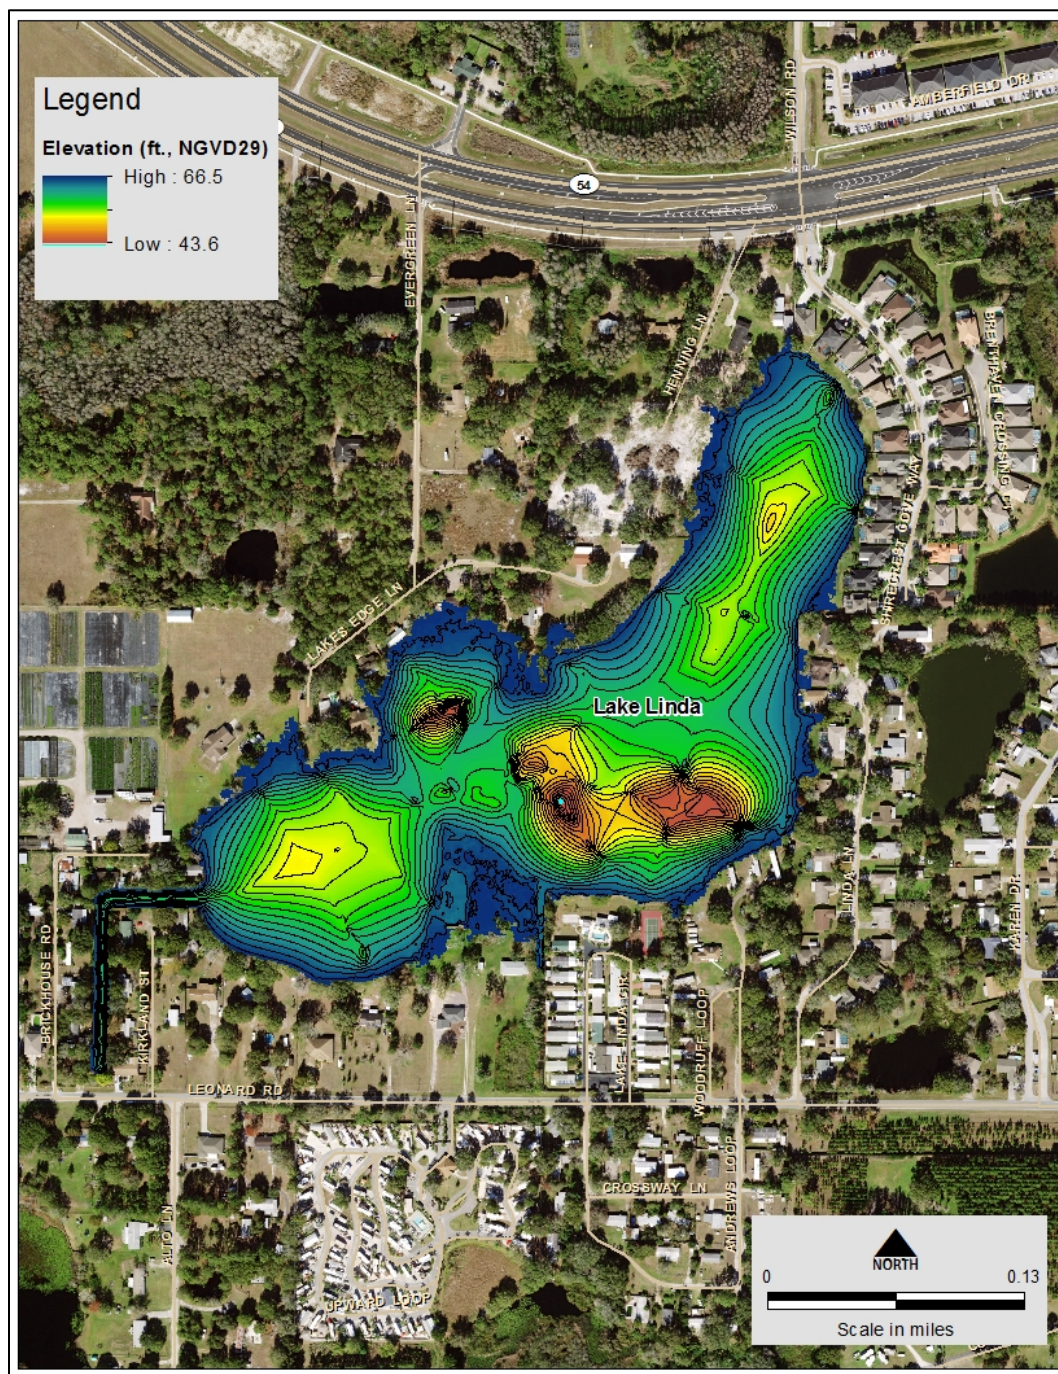 Legend
Elevation (ft., NGVD29)
High : 66.5
Low : 43.6
WILSON RD
AMBERFIELD DR
54
EVERGREEN LN
HENNING LN
BRENTHAVEN CROSSING CT
SHIRECREST COVE WAY
LAKES EDGE LN
Lake Linda
LINDA LN
KAREN DR
BRICKHOUSE RD
KIRKLAND ST
LAKE LINDA CIR
WOODRUFF LOOP
LEONARD RD
CROSSWAY LN
ANDREWS LOOP
ALTO LN
UPWARD LOOP
NORTH
0
0.13
Scale in miles